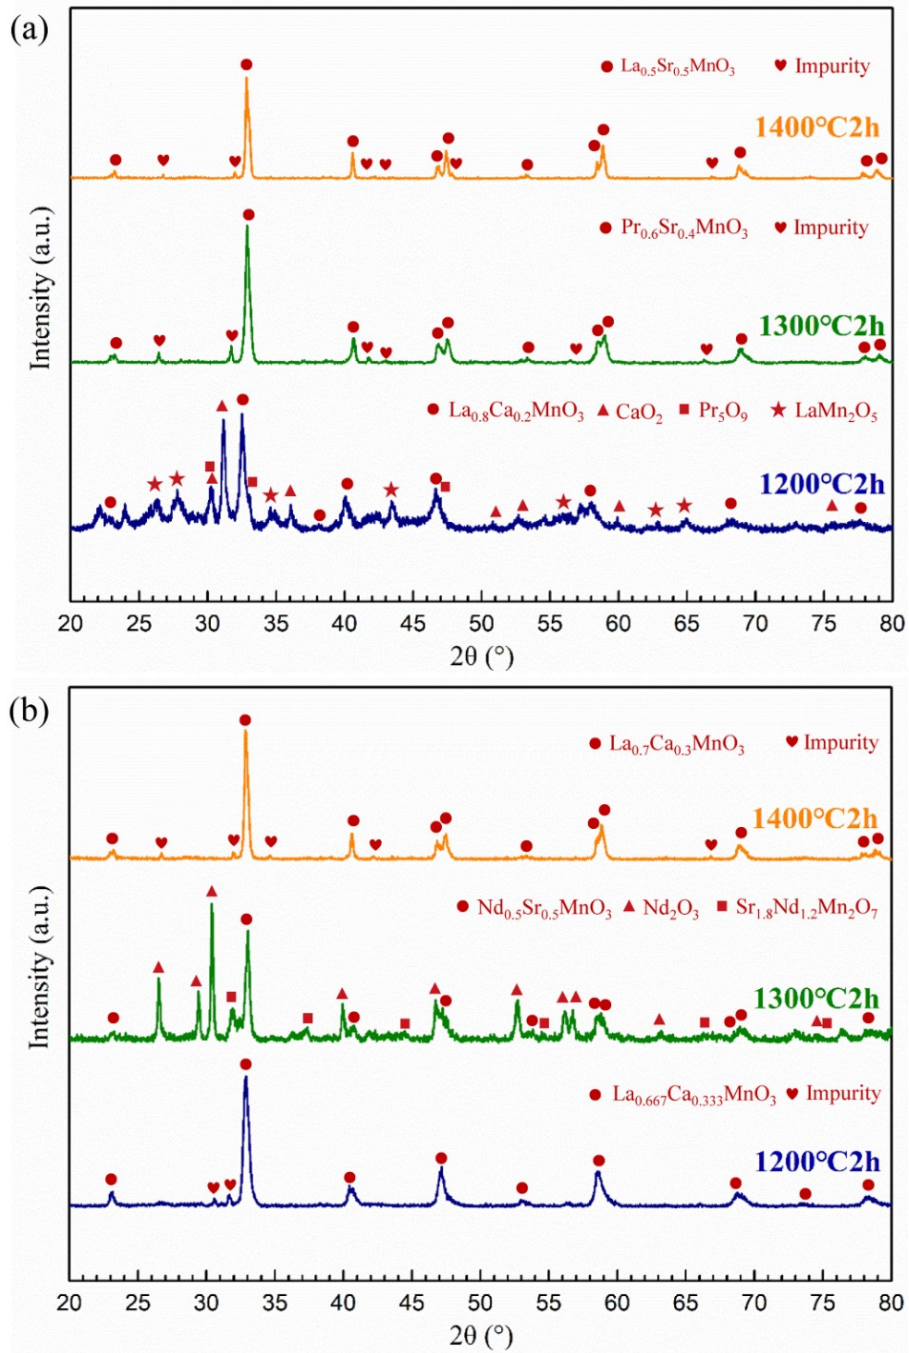 (a)
● La₀.₅Sr₀.₅MnO₃ ♥ Impurity
1400°C2h
● Pr₀.₆Sr₀.₄MnO₃ ♥ Impurity
1300°C2h
● La₀.₈Ca₀.₂MnO₃ ▲ CaO₂ ■ Pr₅O₉ ★ LaMn₂O₅
1200°C2h
Intensity (a.u.)
20 25 30 35 40 45 50 55 60 65 70 75 80
2θ (°)
(b)
● La₀.₇Ca₀.₃MnO₃ ♥ Impurity
1400°C2h
● Nd₀.₅Sr₀.₅MnO₃ ▲ Nd₂O₃ ■ Sr₁.₈Nd₁.₂Mn₂O₇
1300°C2h
● La₀.₆₆₇Ca₀.₃₃₃MnO₃ ♥ Impurity
1200°C2h
Intensity (a.u.)
20 25 30 35 40 45 50 55 60 65 70 75 80
2θ (°)